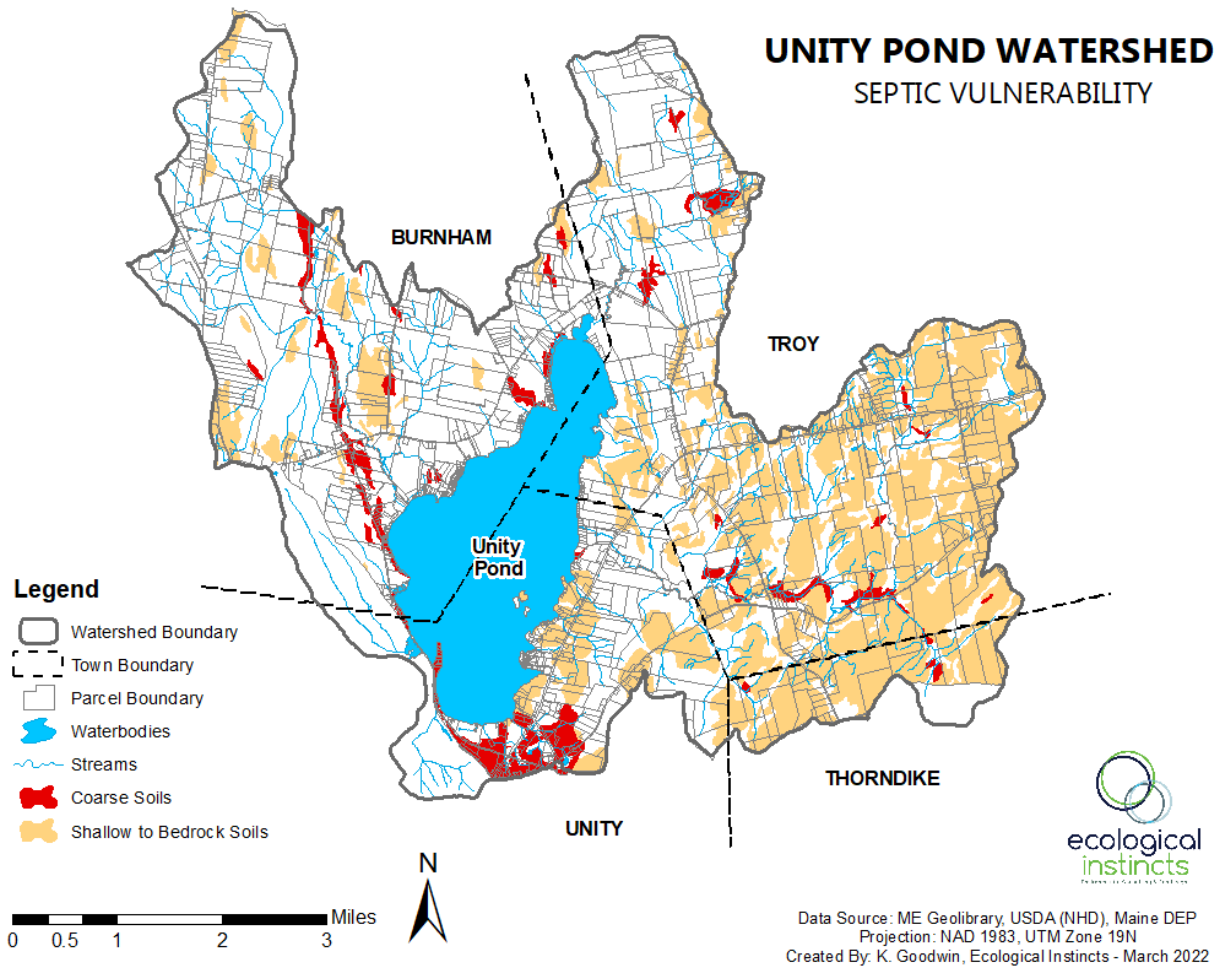 UNITY POND WATERSHED
SEPTIC VULNERABILITY
BURNHAM
TROY
Unity
Pond
Legend
Watershed Boundary
Town Boundary
Parcel Boundary
Waterbodies
Streams
Coarse Soils
Shallow to Bedrock Soils
THORNDIKE
UNITY
N
Miles
0 0.5 1 2 3
ecological
instincts
Data Source: ME Geolibrary, USDA (NHD), Maine DEP
Projection: NAD 1983, UTM Zone 19N
Created By: K. Goodwin, Ecological Instincts - March 2022